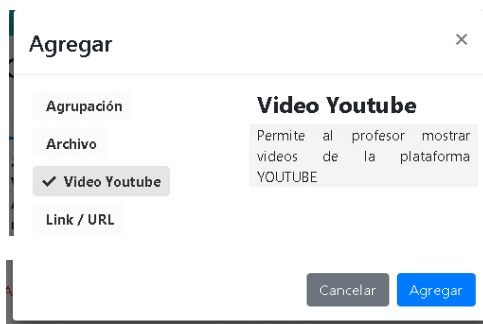 Agregar
×
Agrupación
Archivo
✓ Video Youtube
Link / URL
Video Youtube
Permite al profesor mostrar
videos de la plataforma
YOUTUBE
Cancelar
Agregar